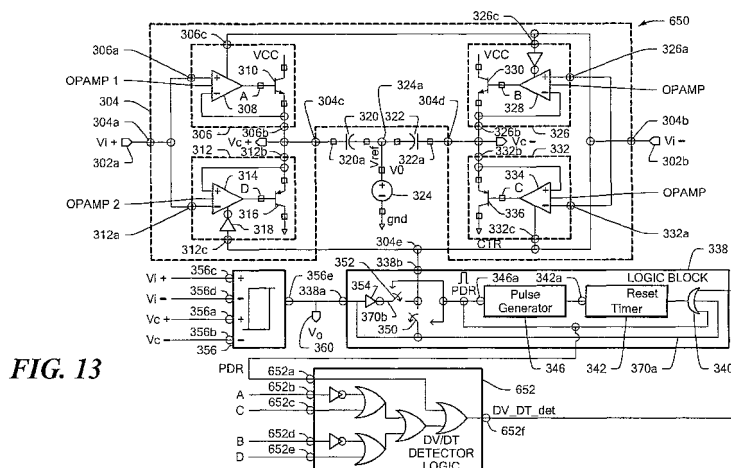 306c
326c
650
306a
VCC
VCC
326a
310
330
OPAMP 1
OPAMP
A
B
304
308
324a
328
304a
304c
320
322
304d
304b
306
306b
326b
326
Vi +
Vc +
Vc -
Vi -
302a
312
312b
320a
Vref
322a
332b
332
302b
314
V0
334
D
C
OPAMP 2
316
318
324
336
OPAMP
gnd
312a
312c
CTR
332c
332a
304e
338
352
338b
Vi +
356c
356e
338a
354
346a
342a
LOGIC BLOCK
Vi -
356d
PDR
Pulse Generator
Reset Timer
Vc +
356a
370b
350
Vc -
356b
356
Vo
360
346
342
370a
340
FIG. 13
PDR
652a
652
652b
A
652c
C
DV_DT_det
652d
B
652e
D
DV/DT
DETECTOR
LOGIC
652f